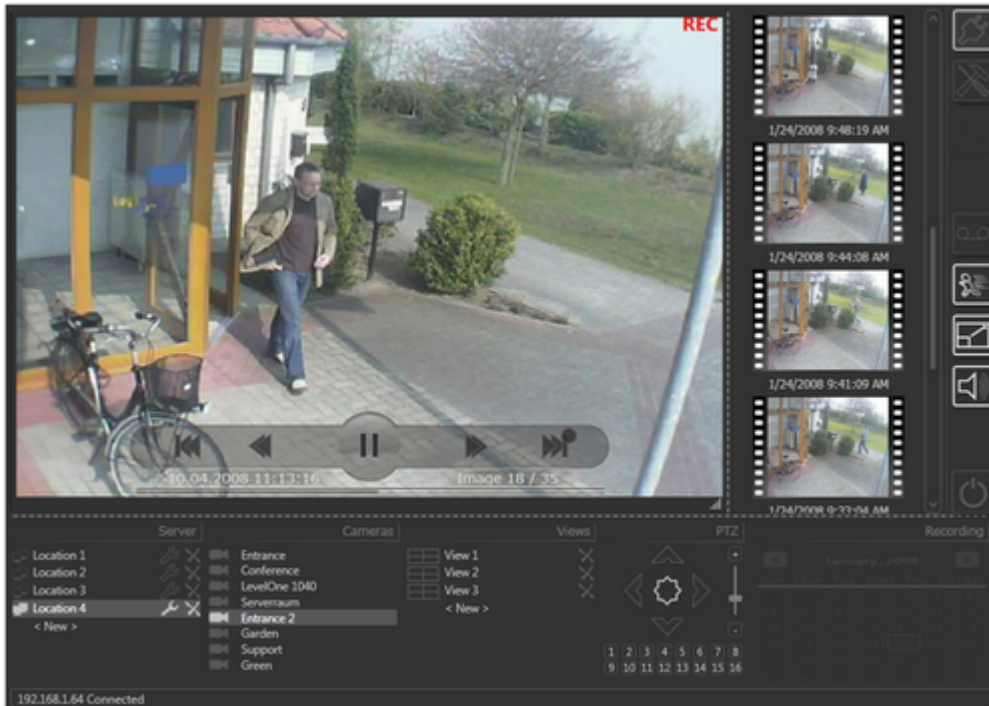 REC
1/24/2008 9:48:19 AM
1/24/2008 9:44:08 AM
1/24/2008 9:41:09 AM
1/24/2008 9:33:04 AM
10.04.2008 11:13:16
Image 18 / 35
Server
Location 1
Location 2
Location 3
Location 4
< New >
Cameras
Entrance
Conference
LevelOne 1040
Serverraum
Entrance 2
Garden
Support
Green
Views
View 1
View 2
View 3
< New >
PTZ
+
-
1 2 3 4 5 6 7 8
9 10 11 12 13 14 15 16
Recording
January, 2008
192.168.1.64 Connected